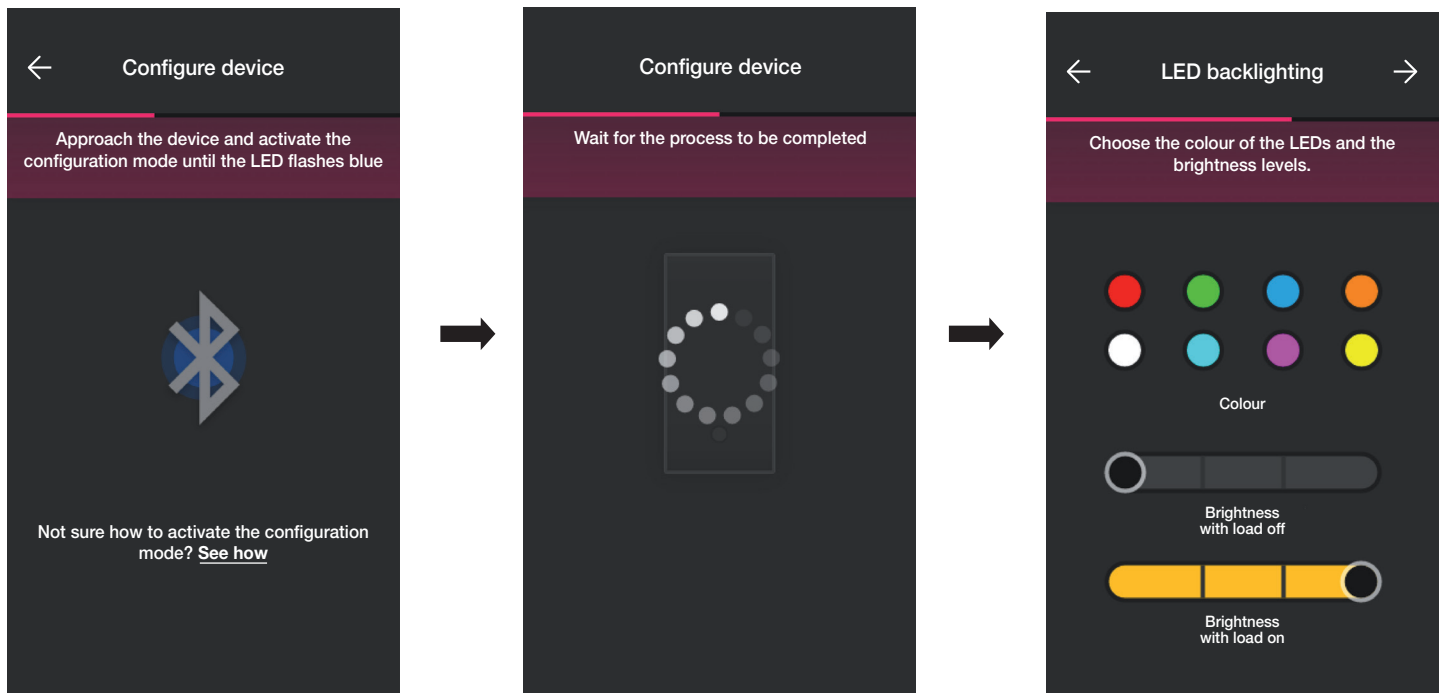 Configure device
Approach the device and activate the
configuration mode until the LED flashes blue
Not sure how to activate the configuration
mode? See how
Configure device
Wait for the process to be completed
LED backlighting
Choose the colour of the LEDs and the
brightness levels.
Colour
Brightness
with load off
Brightness
with load on